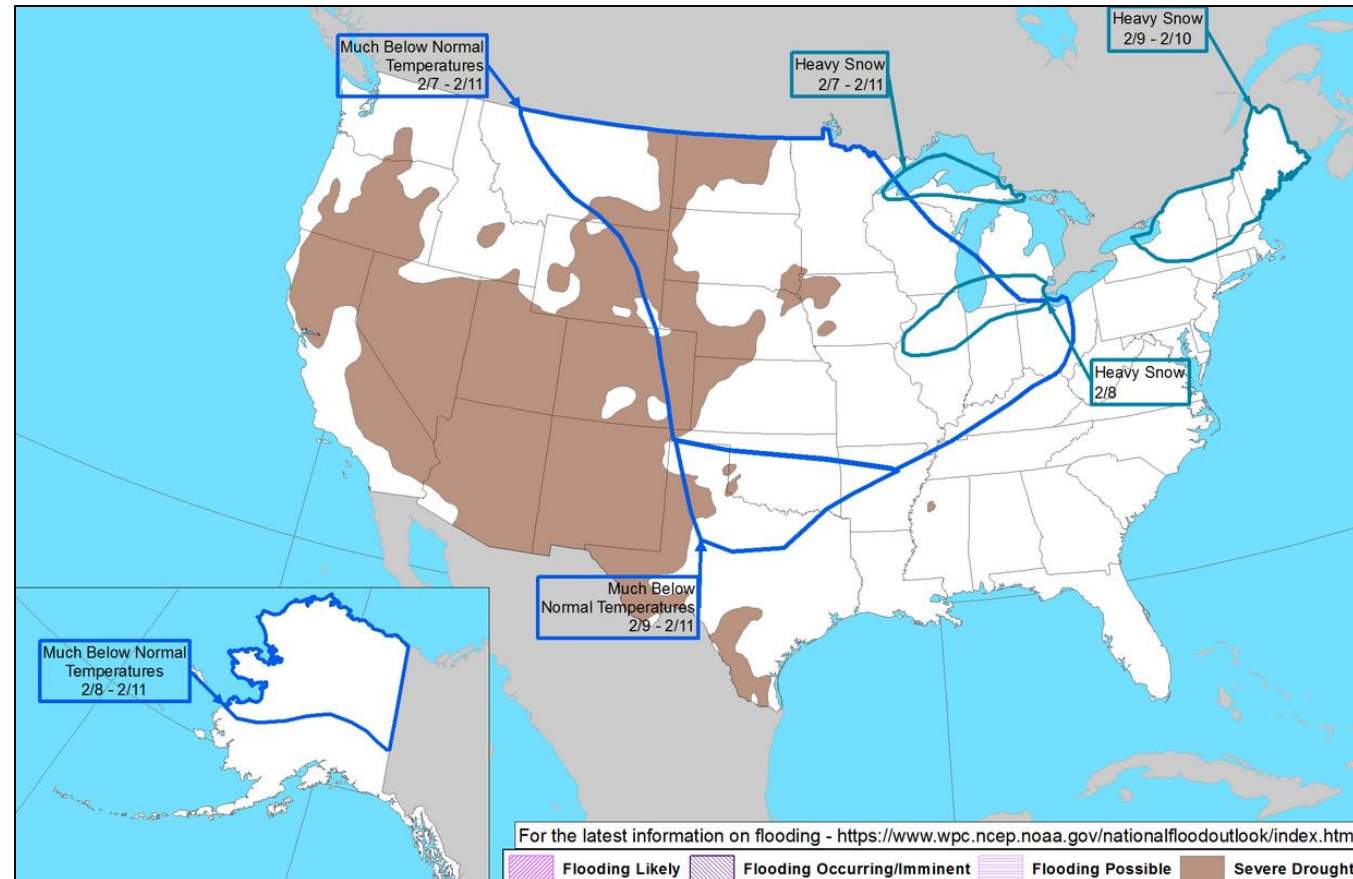 Heavy Snow
2/9 - 2/10
Much Below Normal
Temperatures
2/7 - 2/11
Heavy Snow
2/7 - 2/11
Heavy Snow
2/8
Much Below
Normal Temperatures
2/9 - 2/11
Much Below Normal
Temperatures
2/8 - 2/11
For the latest information on flooding - https://www.wpc.ncep.noaa.gov/nationalfloodoutlook/index.htm
Flooding Likely Flooding Occurring/Imminent Flooding Possible Severe Drought